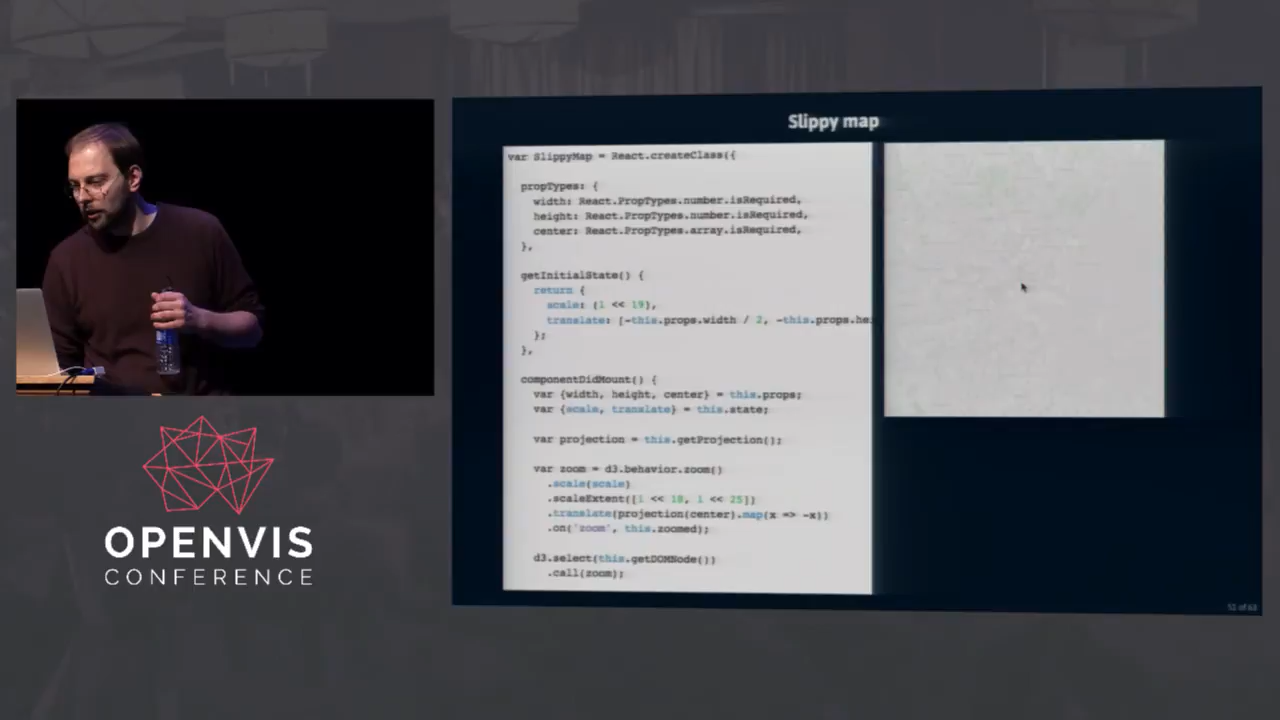 Slippy map
var SlippyMap = React.createClass({
propTypes: {
width: React.PropTypes.number.isRequired,
height: React.PropTypes.number.isRequired,
center: React.PropTypes.array.isRequired,
},
getInitialState() {
return {
scale: (1 << 19),
translate: [-this.props.width / 2, -this.props.hei
};
},
componentDidMount() {
var {width, height, center} = this.props;
var {scale, translate} = this.state;
var projection = this.getProjection();
var zoom = d3.behavior.zoom()
.scale(scale)
.scaleExtent([1 << 18, 1 << 25])
.translate(projection(center).map(x => -x))
.on('zoom', this.zoomed);
d3.select(this.getDOMNode())
.call(zoom);
52 of 63
OPENVIS
CONFERENCE